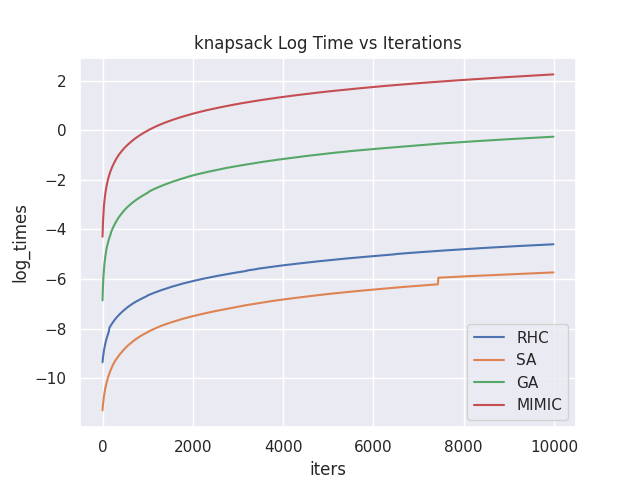 knapsack Log Time vs Iterations
log_times
2
0
−2
−4
−6
−8
−10
0 2000 4000 6000 8000 10000
iters
RHC
SA
GA
MIMIC